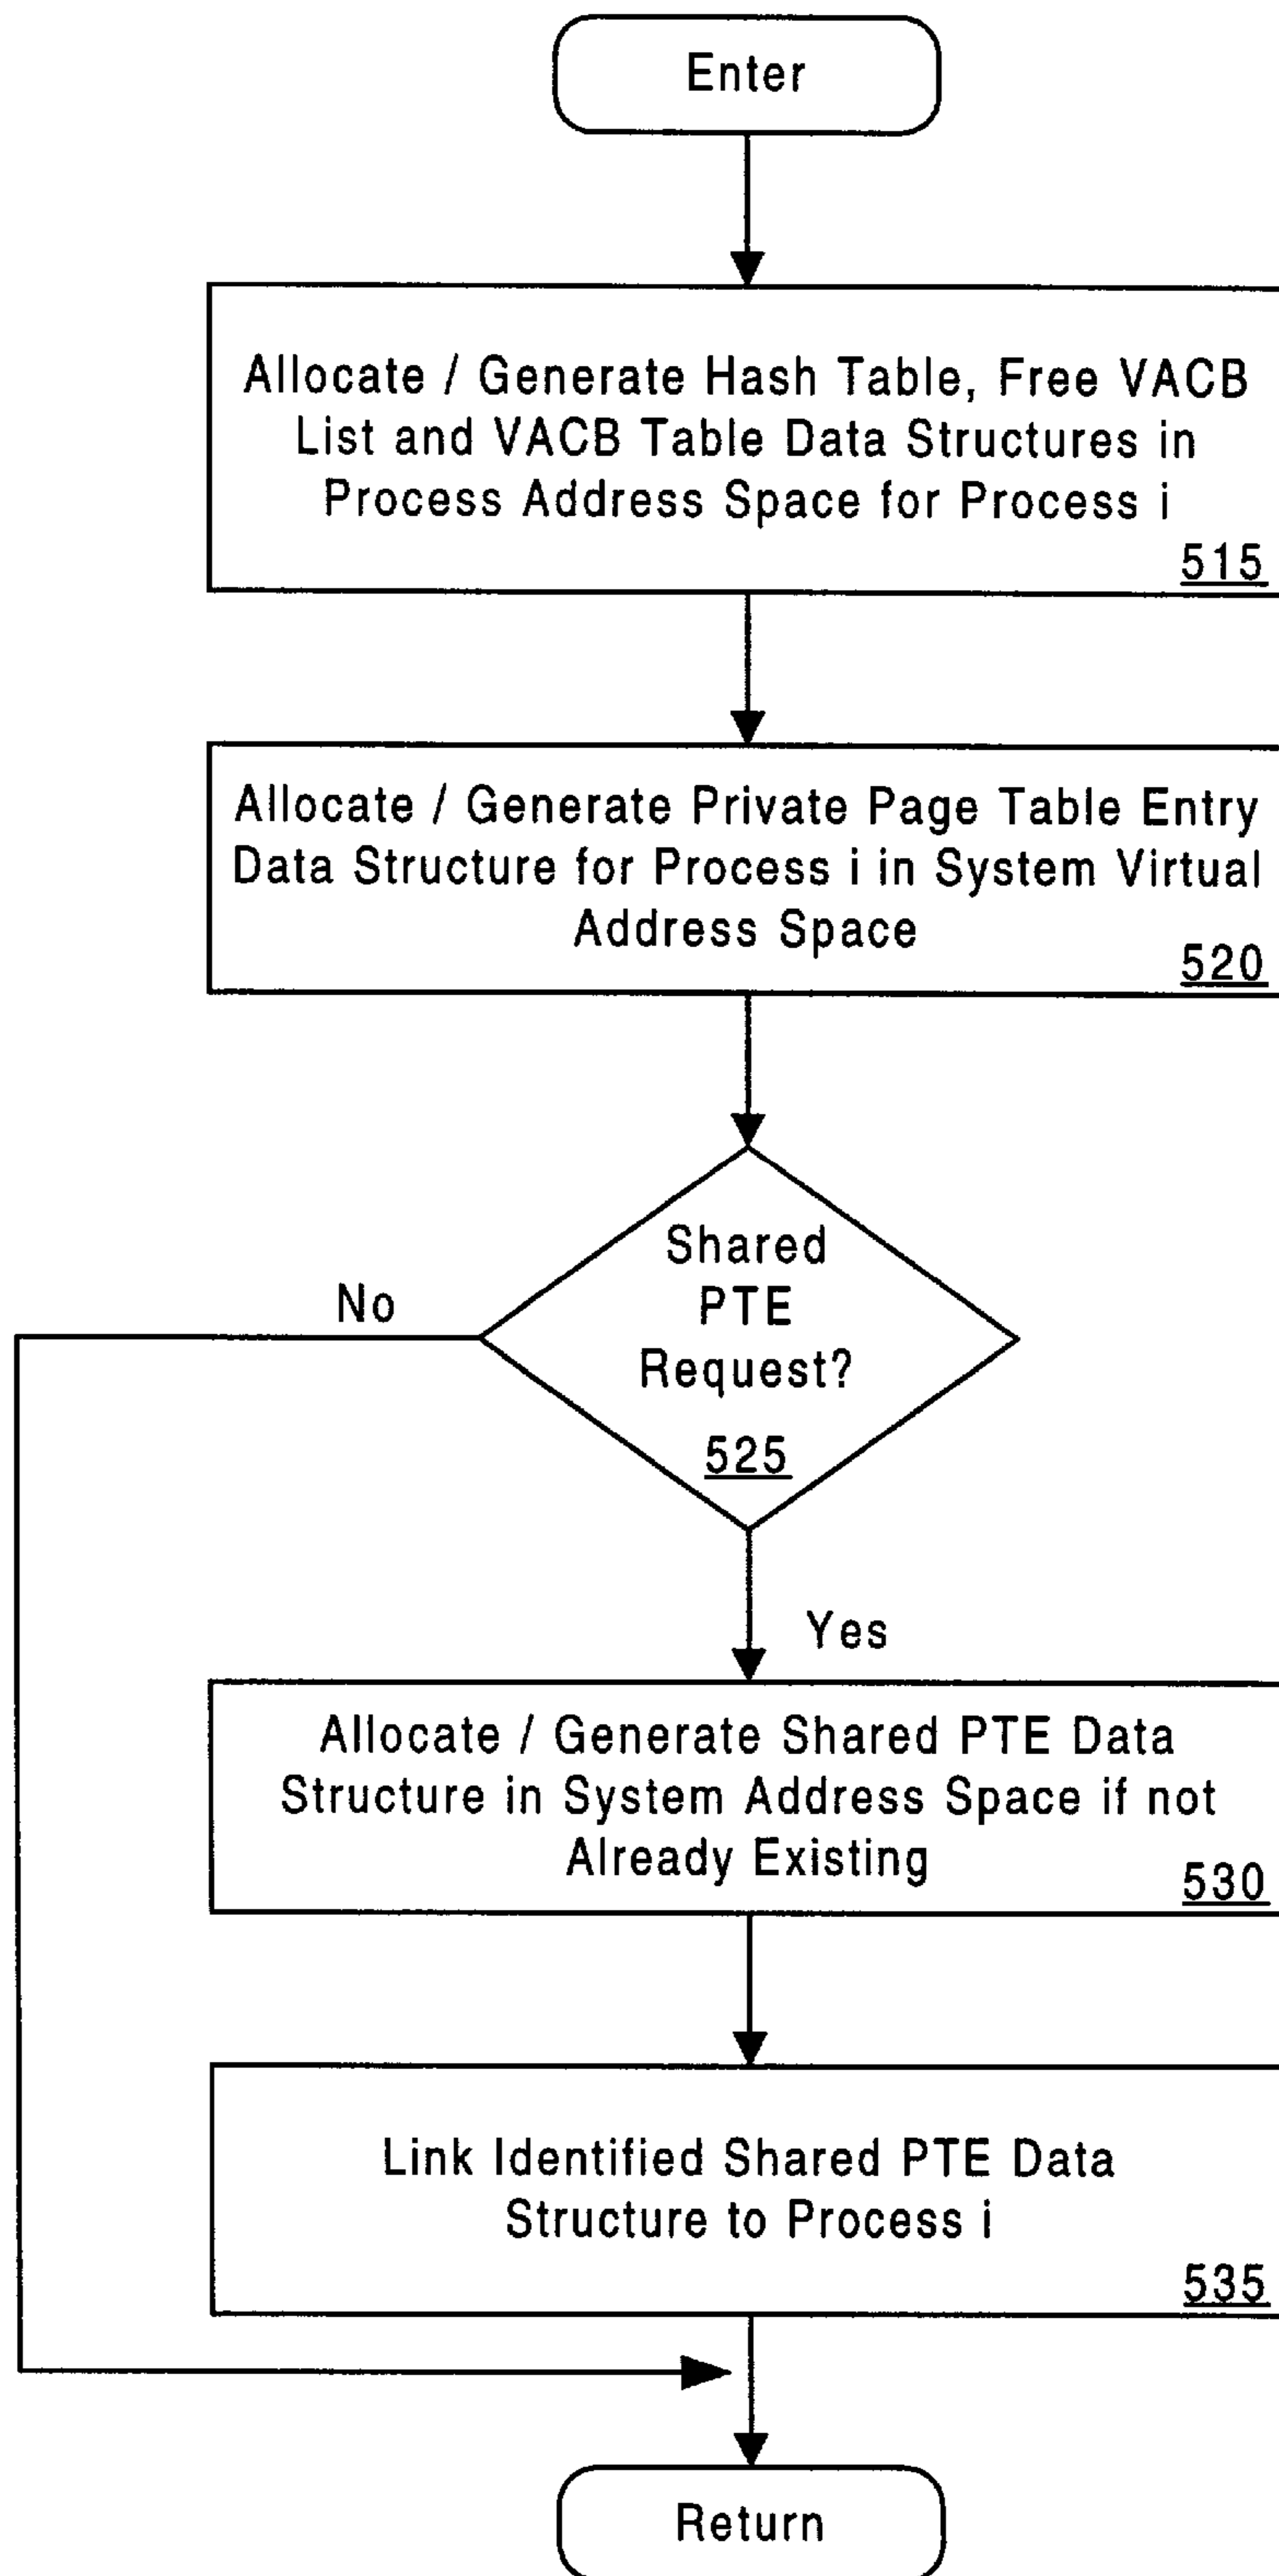 Enter
Allocate / Generate Hash Table, Free VACB
List and VACB Table Data Structures in
Process Address Space for Process i
515
Allocate / Generate Private Page Table Entry
Data Structure for Process i in System Virtual
Address Space
520
Shared
PTE
Request?
525
No
Yes
Allocate / Generate Shared PTE Data
Structure in System Address Space if not
Already Existing
530
Link Identified Shared PTE Data
Structure to Process i
535
Return